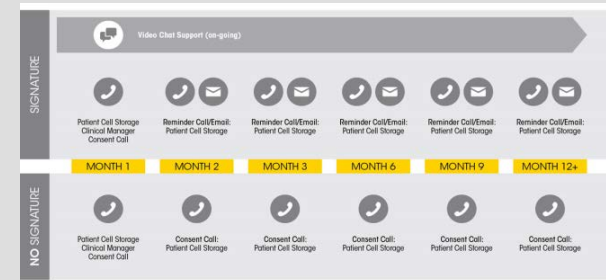 Video Chat Support (on-going)
SIGNATURE
Patient Cell Storage
Clinical Manager
Consent Call
Reminder Call/Email:
Patient Cell Storage
Reminder Call/Email:
Patient Cell Storage
Reminder Call/Email:
Patient Cell Storage
Reminder Call/Email:
Patient Cell Storage
Reminder Call/Email:
Patient Cell Storage
MONTH 1
MONTH 2
MONTH 3
MONTH 6
MONTH 9
MONTH 12+
NO SIGNATURE
Patient Cell Storage
Clinical Manager
Consent Call
Consent Call:
Patient Cell Storage
Consent Call:
Patient Cell Storage
Consent Call:
Patient Cell Storage
Consent Call:
Patient Cell Storage
Consent Call:
Patient Cell Storage